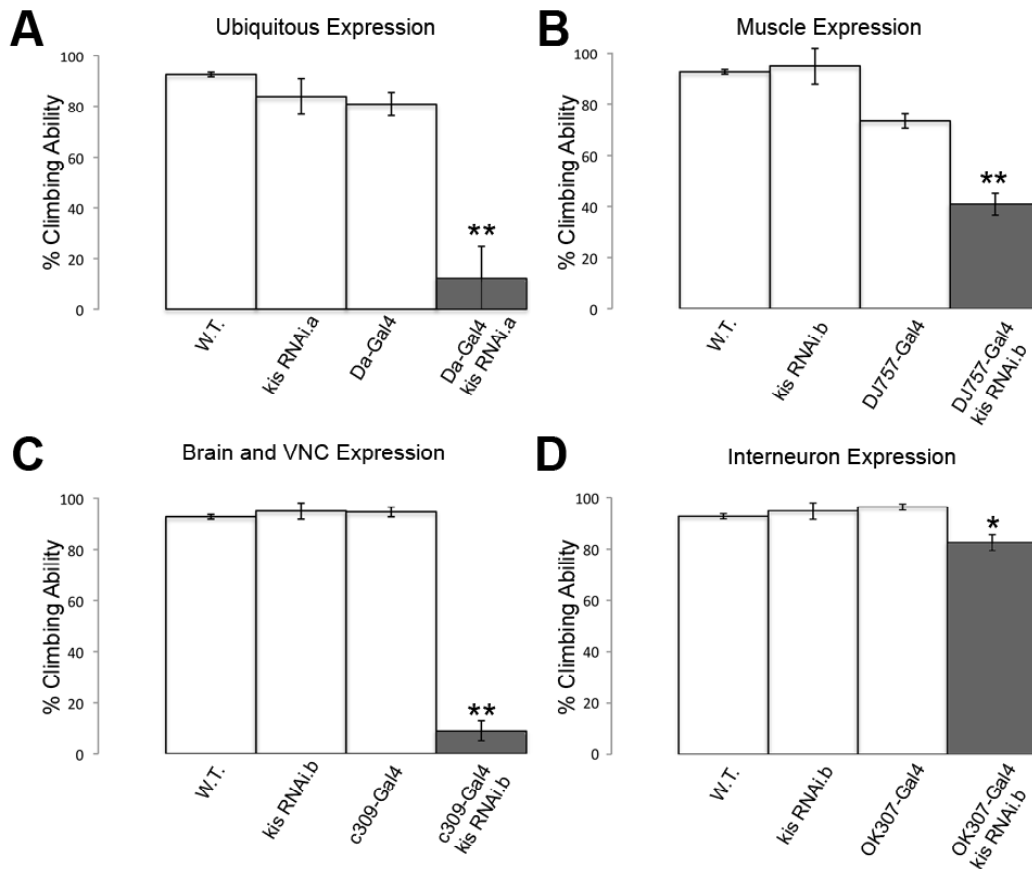 A
Ubiquitous Expression
% Climbing Ability
100
80
60
40
20
0
**
W.T.
kis RNAi.a
Da-Gal4
Da-Gal4
kis RNAi.a
B
Muscle Expression
% Climbing Ability
100
80
60
40
20
0
**
W.T.
kis RNAi.b
DJ757-Gal4
DJ757-Gal4
kis RNAi.b
C
Brain and VNC Expression
% Climbing Ability
100
80
60
40
20
0
**
W.T.
kis RNAi.b
c309-Gal4
c309-Gal4
kis RNAi.b
D
Interneuron Expression
% Climbing Ability
100
80
60
40
20
0
*
W.T.
kis RNAi.b
OK307-Gal4
OK307-Gal4
kis RNAi.b